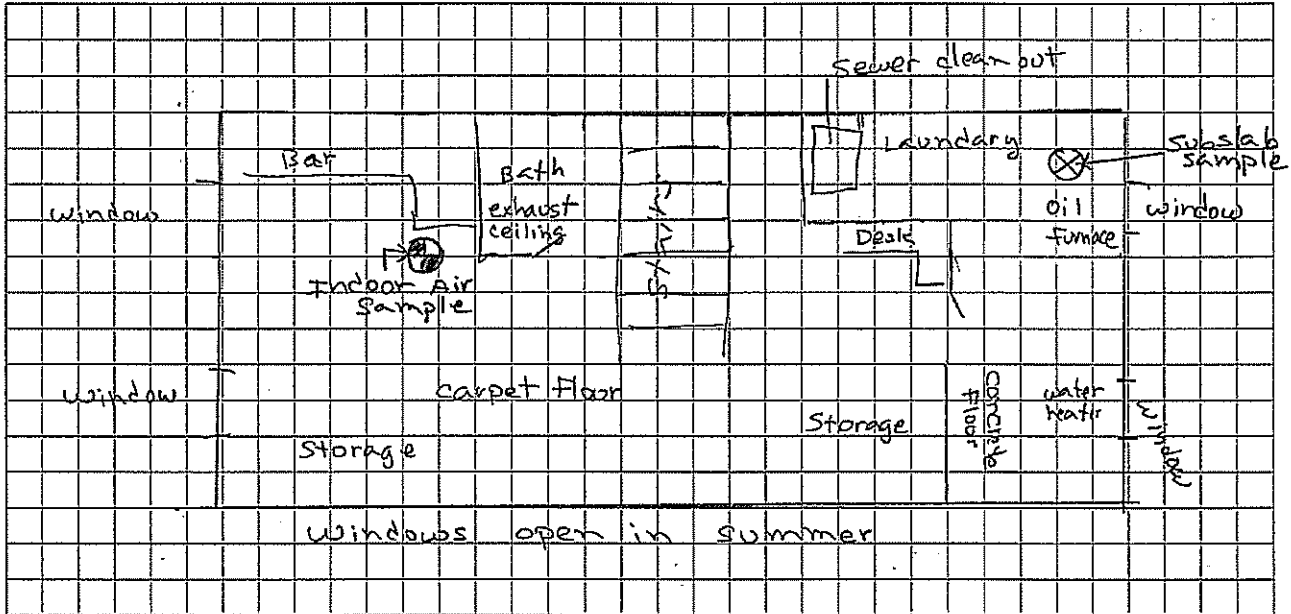 Sewer clean out
Bar
Bath
exhaust
ceiling
Laundary
Subslab
sample
window
stairs
Oil
Furnace
window
Desk
Indoor Air
Sample
window
carpet Floor
Storage
Storage
concrete
Floor
water
heater
window
windows open in summer